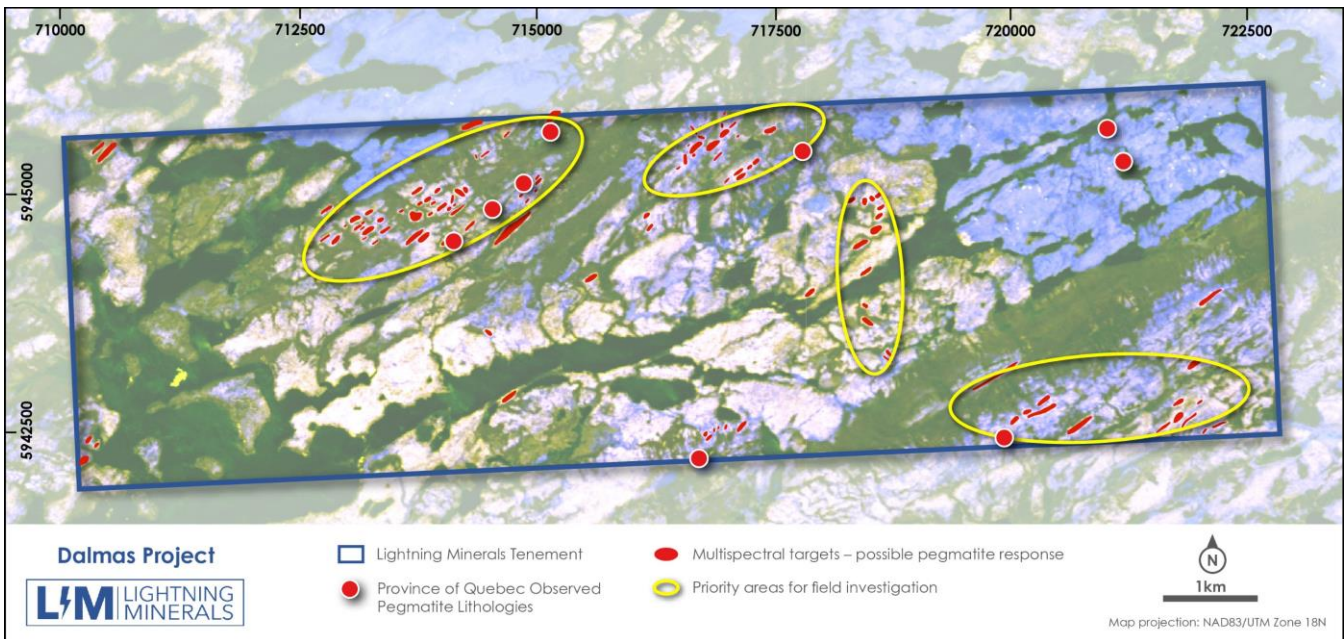 710000 712500 715000 717500 720000 722500
5945000
5942500
Dalmas Project
LM LIGHTNING
MINERALS
Lightning Minerals Tenement
Province of Quebec Observed
Pegmatite Lithologies
Multispectral targets – possible pegmatite response
Priority areas for field investigation
N
1km
Map projection: NAD83/UTM Zone 18N